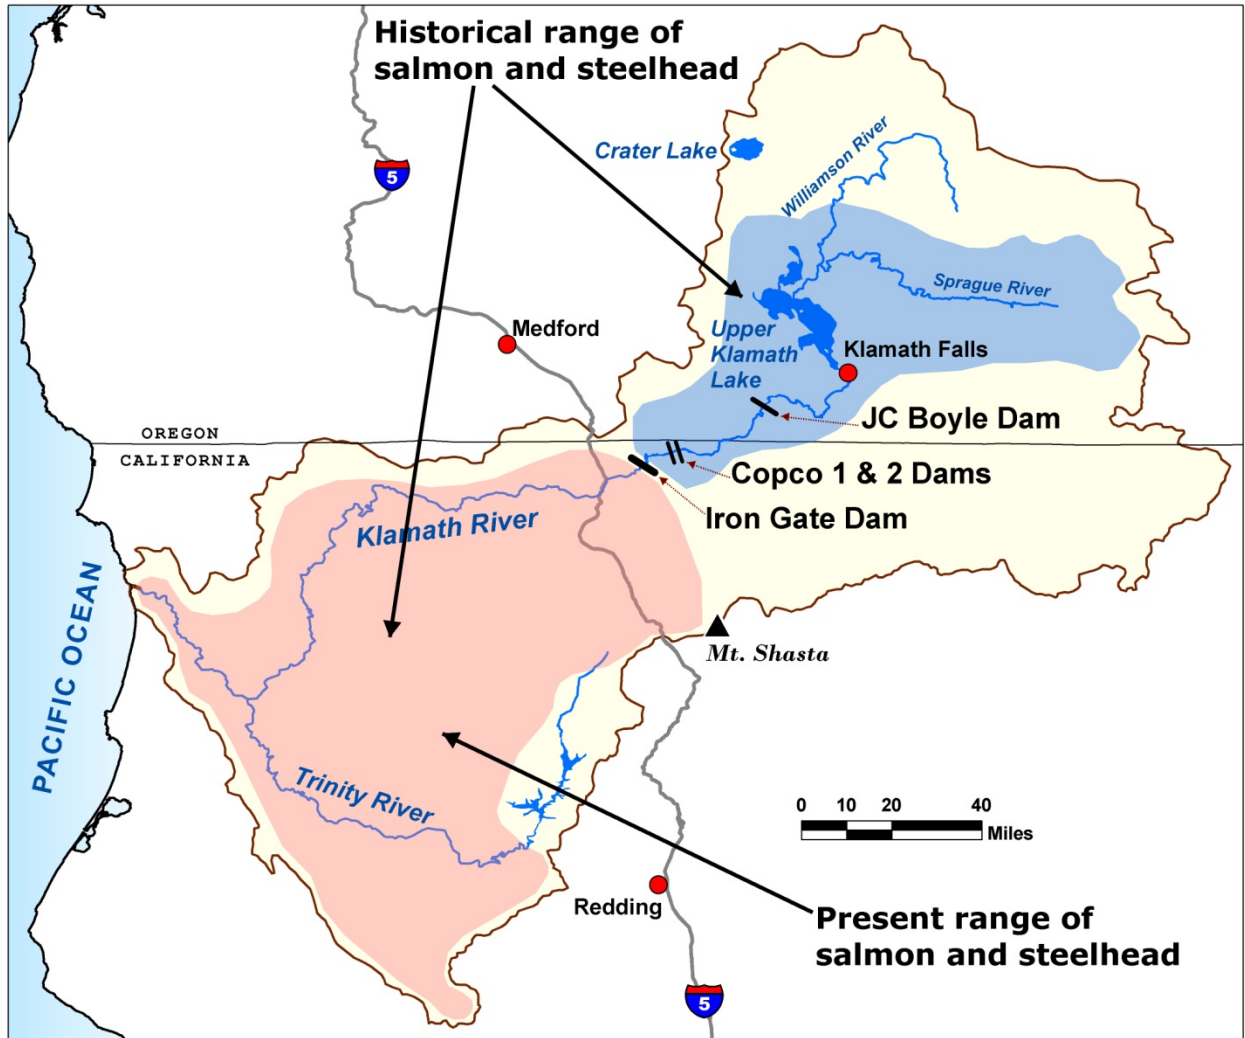 Historical range of
salmon and steelhead
5
Crater Lake
Williamson River
Sprague River
Medford
Upper
Klamath
Lake
Klamath Falls
JC Boyle Dam
OREGON
CALIFORNIA
Copco 1 & 2 Dams
Iron Gate Dam
Klamath River
PACIFIC OCEAN
Mt. Shasta
Trinity River
0 10 20 40
Miles
Redding
Present range of
salmon and steelhead
5